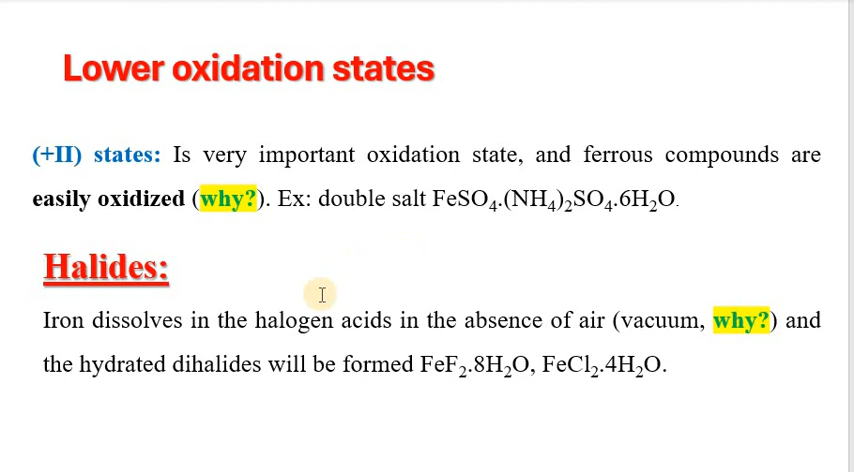 Lower oxidation states
(+II) states: Is very important oxidation state, and ferrous compounds are
easily oxidized (why?). Ex: double salt FeSO₄.(NH₄)₂SO₄.6H₂O.
Halides:
Iron dissolves in the halogen acids in the absence of air (vacuum, why?) and
the hydrated dihalides will be formed FeF₂.8H₂O, FeCl₂.4H₂O.